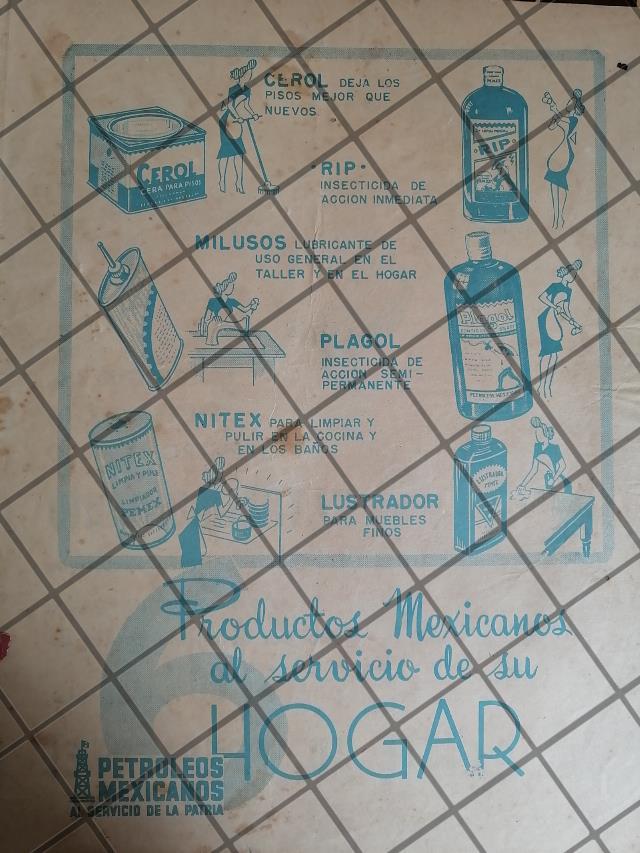 CEROL DEJA LOS
PISOS MEJOR QUE
NUEVOS
CEROL
CERA PARA PISOS
·RIP·
INSECTICIDA DE
ACCION INMEDIATA
RIP
MILUSOS LUBRICANTE DE
USO GENERAL EN EL
TALLER Y EN EL HOGAR
PLAGOL
INSECTICIDA DE
ACCION SEMI-
PERMANENTE
Plagol
NITEX PARA LIMPIAR Y
PULIR EN LA COCINA Y
EN LOS BAÑOS
NITEX
LIMPIA Y PULE
LIMPIADOR
PEMEX
LUSTRADOR
PARA MUEBLES
FINOS
LUSTRADOR
PEMEX
6
Productos Mexicanos
al servicio de su
HOGAR
PETROLEOS
MEXICANOS
AL SERVICIO DE LA PATRIA